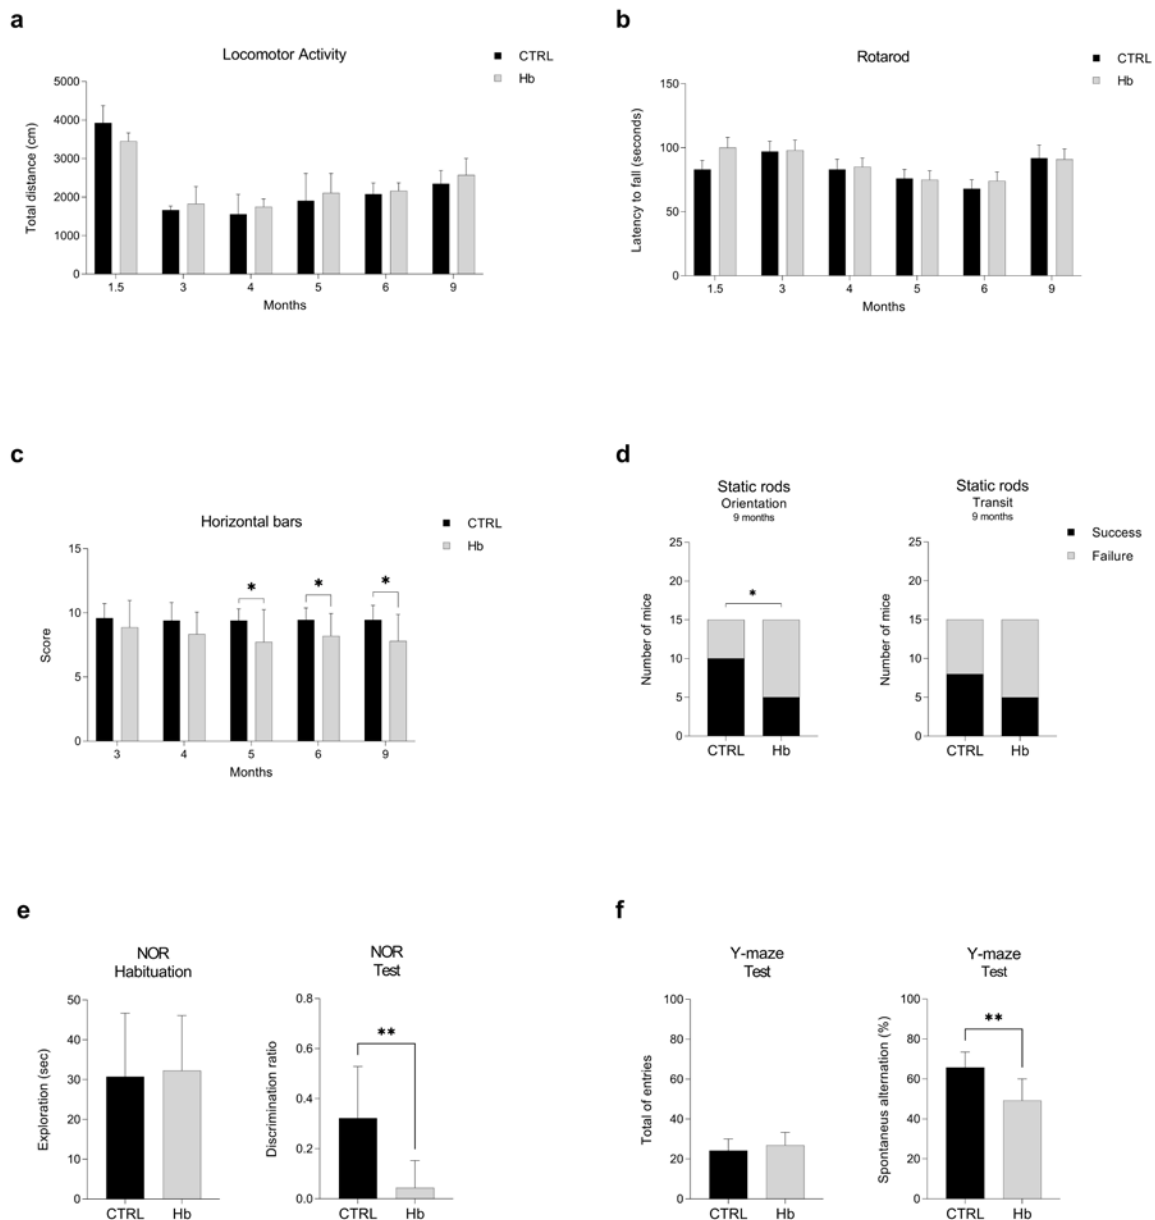 a
Locomotor Activity
CTRL
Hb
Total distance (cm)
5000
4000
3000
2000
1000
0
1.5 3 4 5 6 9
Months
b
Rotarod
CTRL
Hb
Latency to fall (seconds)
150
100
50
0
1.5 3 4 5 6 9
Months
c
Horizontal bars
CTRL
Hb
Score
15
10
5
0
* * *
3 4 5 6 9
Months
d
Static rods
Orientation
9 months
Number of mice
25
20
15
10
5
0
*
CTRL Hb
Static rods
Transit
9 months
Success
Failure
Number of mice
25
20
15
10
5
0
CTRL Hb
e
NOR
Habituation
Exploration (sec)
50
40
30
20
10
0
CTRL Hb
NOR
Test
Discrimination ratio
0.8
0.6
0.4
0.2
0.0
**
CTRL Hb
f
Y-maze
Test
Total of entries
100
80
60
40
20
0
CTRL Hb
Y-maze
Test
Spontaneus alternation (%)
100
80
60
40
20
0
**
CTRL Hb